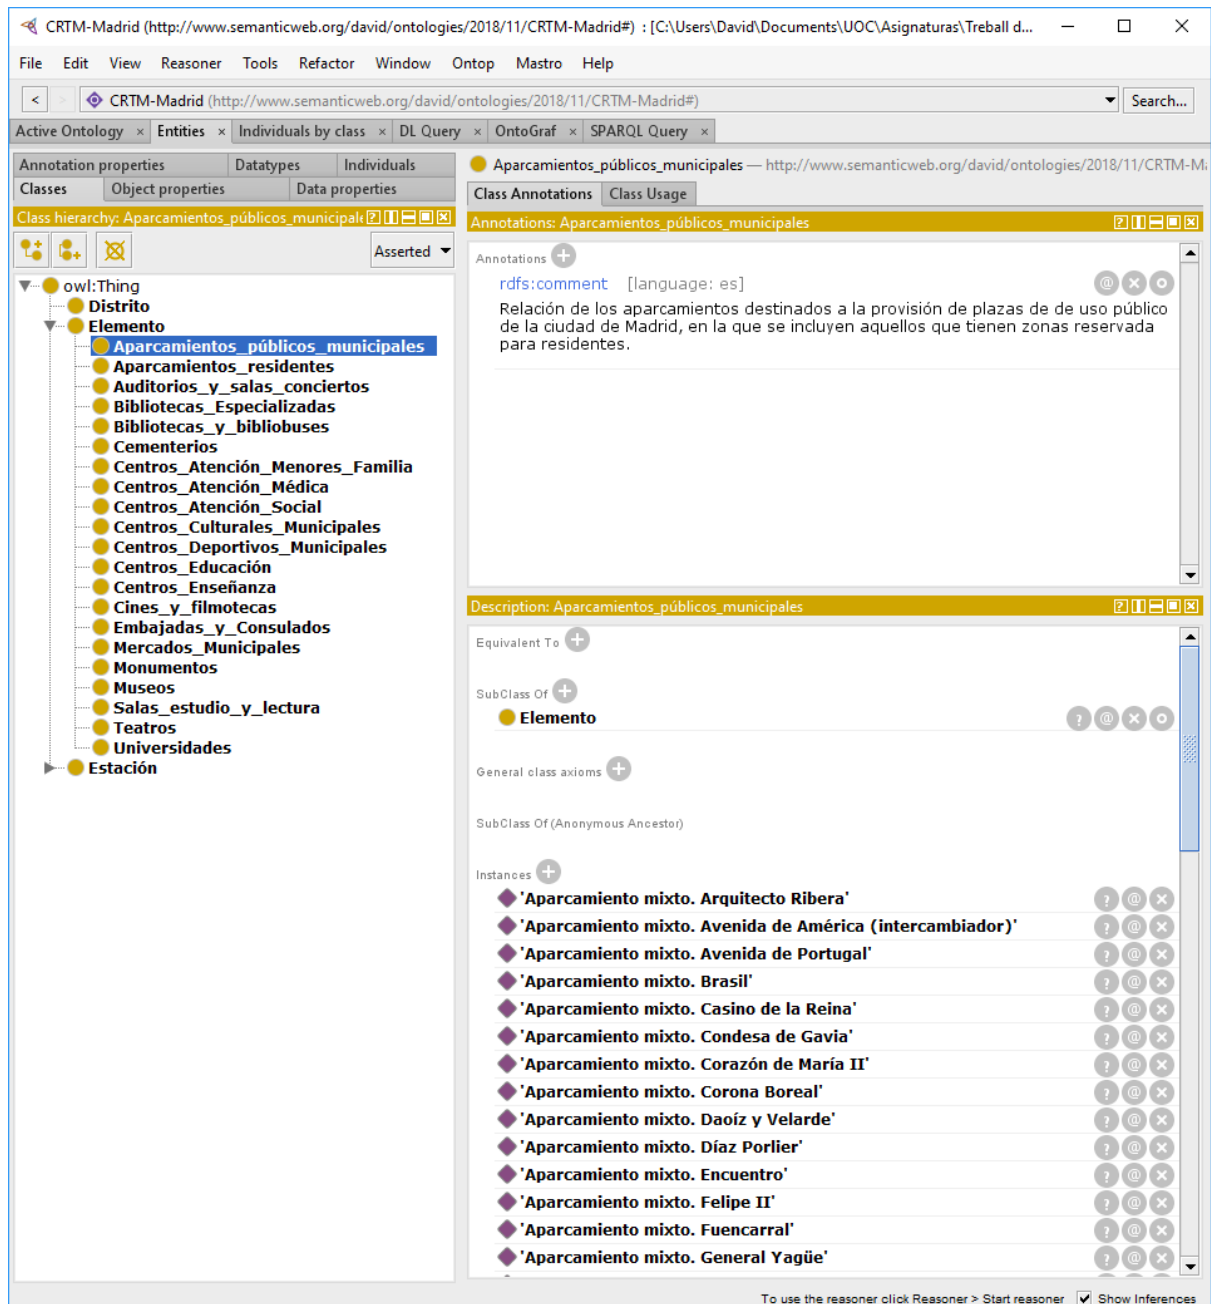 CRTM-Madrid (http://www.semanticweb.org/david/ontologies/2018/11/CRTM-Madrid#) : [C:\Users\David\Documents\UOC\Asignaturas\Treball d...
File Edit View Reasoner Tools Refactor Window Ontop Mastro Help
< > CRTM-Madrid (http://www.semanticweb.org/david/ontologies/2018/11/CRTM-Madrid#) Search...
Active Ontology × Entities × Individuals by class × DL Query × OntoGraf × SPARQL Query ×
Annotation properties Datatypes Individuals
Classes Object properties Data properties
Class hierarchy: Aparcamientos_públicos_municipale
Asserted
owl:Thing
Distrito
Elemento
Aparcamientos_públicos_municipales
Aparcamientos_residentes
Auditorios_y_salas_conciertos
Bibliotecas_Especializadas
Bibliotecas_y_bibliobuses
Cementerios
Centros_Atención_Menores_Familia
Centros_Atención_Médica
Centros_Atención_Social
Centros_Culturales_Municipales
Centros_Deportivos_Municipales
Centros_Educación
Centros_Enseñanza
Cines_y_filmotecas
Embajadas_y_Consulados
Mercados_Municipales
Monumentos
Museos
Salas_estudio_y_lectura
Teatros
Universidades
Estación
Aparcamientos_públicos_municipales — http://www.semanticweb.org/david/ontologies/2018/11/CRTM-M
Class Annotations Class Usage
Annotations: Aparcamientos_públicos_municipales
Annotations
rdfs:comment [language: es]
Relación de los aparcamientos destinados a la provisión de plazas de de uso público
de la ciudad de Madrid, en la que se incluyen aquellos que tienen zonas reservada
para residentes.
Description: Aparcamientos_públicos_municipales
Equivalent To
SubClass Of
Elemento
General class axioms
SubClass Of (Anonymous Ancestor)
Instances
'Aparcamiento mixto. Arquitecto Ribera'
'Aparcamiento mixto. Avenida de América (intercambiador)'
'Aparcamiento mixto. Avenida de Portugal'
'Aparcamiento mixto. Brasil'
'Aparcamiento mixto. Casino de la Reina'
'Aparcamiento mixto. Condesa de Gavia'
'Aparcamiento mixto. Corazón de María II'
'Aparcamiento mixto. Corona Boreal'
'Aparcamiento mixto. Daoíz y Velarde'
'Aparcamiento mixto. Díaz Porlier'
'Aparcamiento mixto. Encuentro'
'Aparcamiento mixto. Felipe II'
'Aparcamiento mixto. Fuencarral'
'Aparcamiento mixto. General Yagüe'
To use the reasoner click Reasoner > Start reasoner Show Inferences